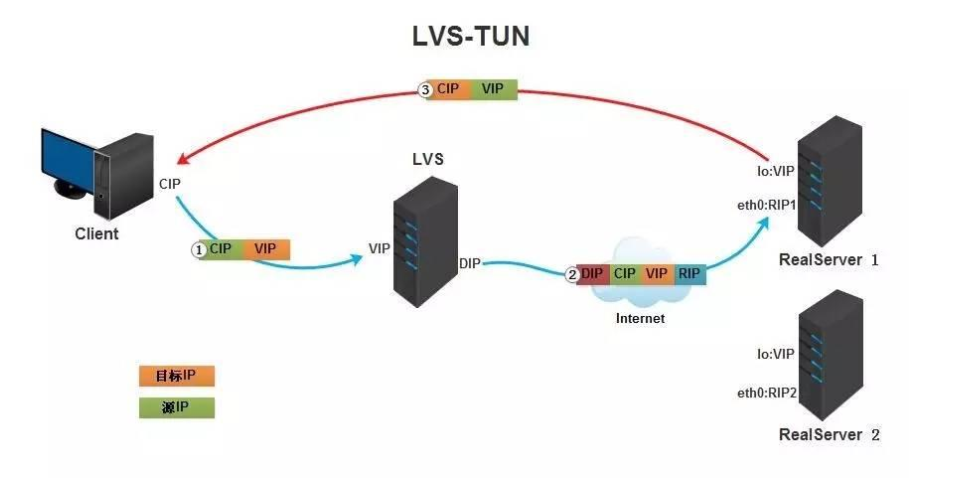 LVS-TUN
③ CIP VIP
LVS
CIP
Client
① CIP VIP
VIP
DIP
② DIP CIP VIP RIP
Internet
lo:VIP
eth0:RIP1
RealServer 1
lo:VIP
eth0:RIP2
RealServer 2
目标IP
源IP